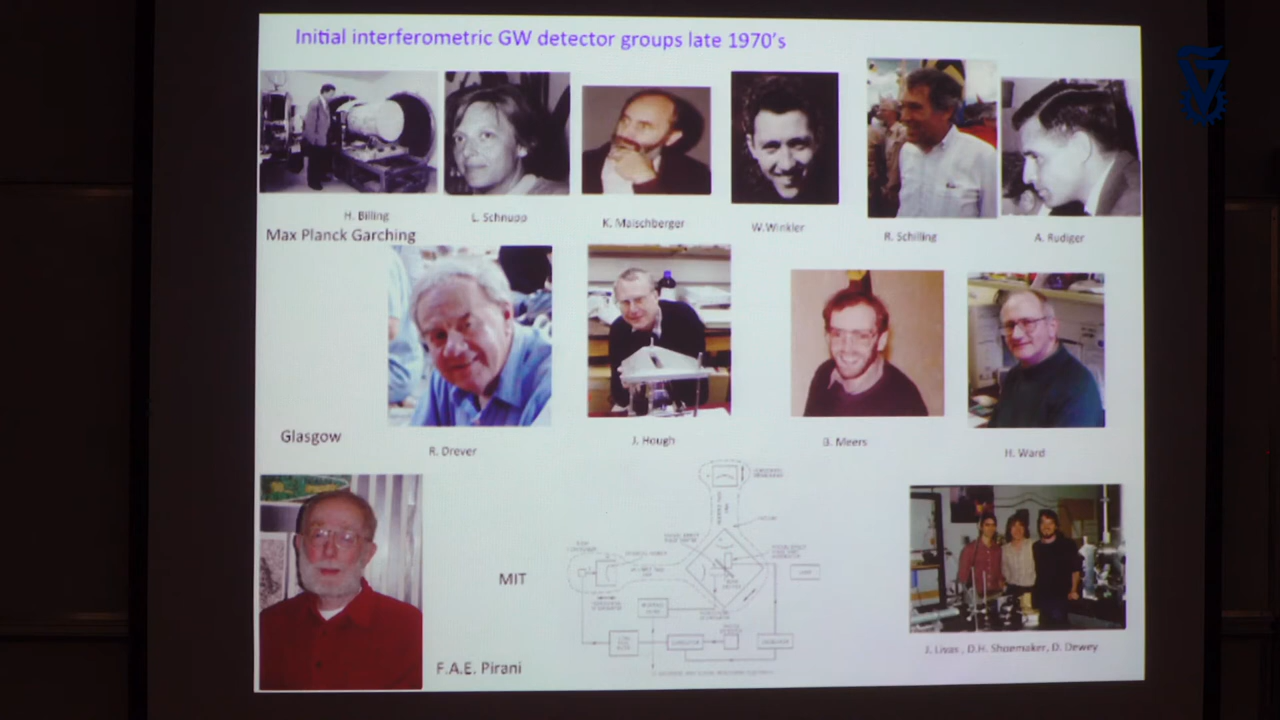 Initial interferometric GW detector groups late 1970's
H. Billing
L. Schnupp
K. Maischberger
W.Winkler
R. Schilling
A. Rudiger
Max Planck Garching
Glasgow
R. Drever
J. Hough
B. Meers
H. Ward
MIT
F.A.E. Pirani
J. Livas , D.H. Shoemaker, D. Dewey